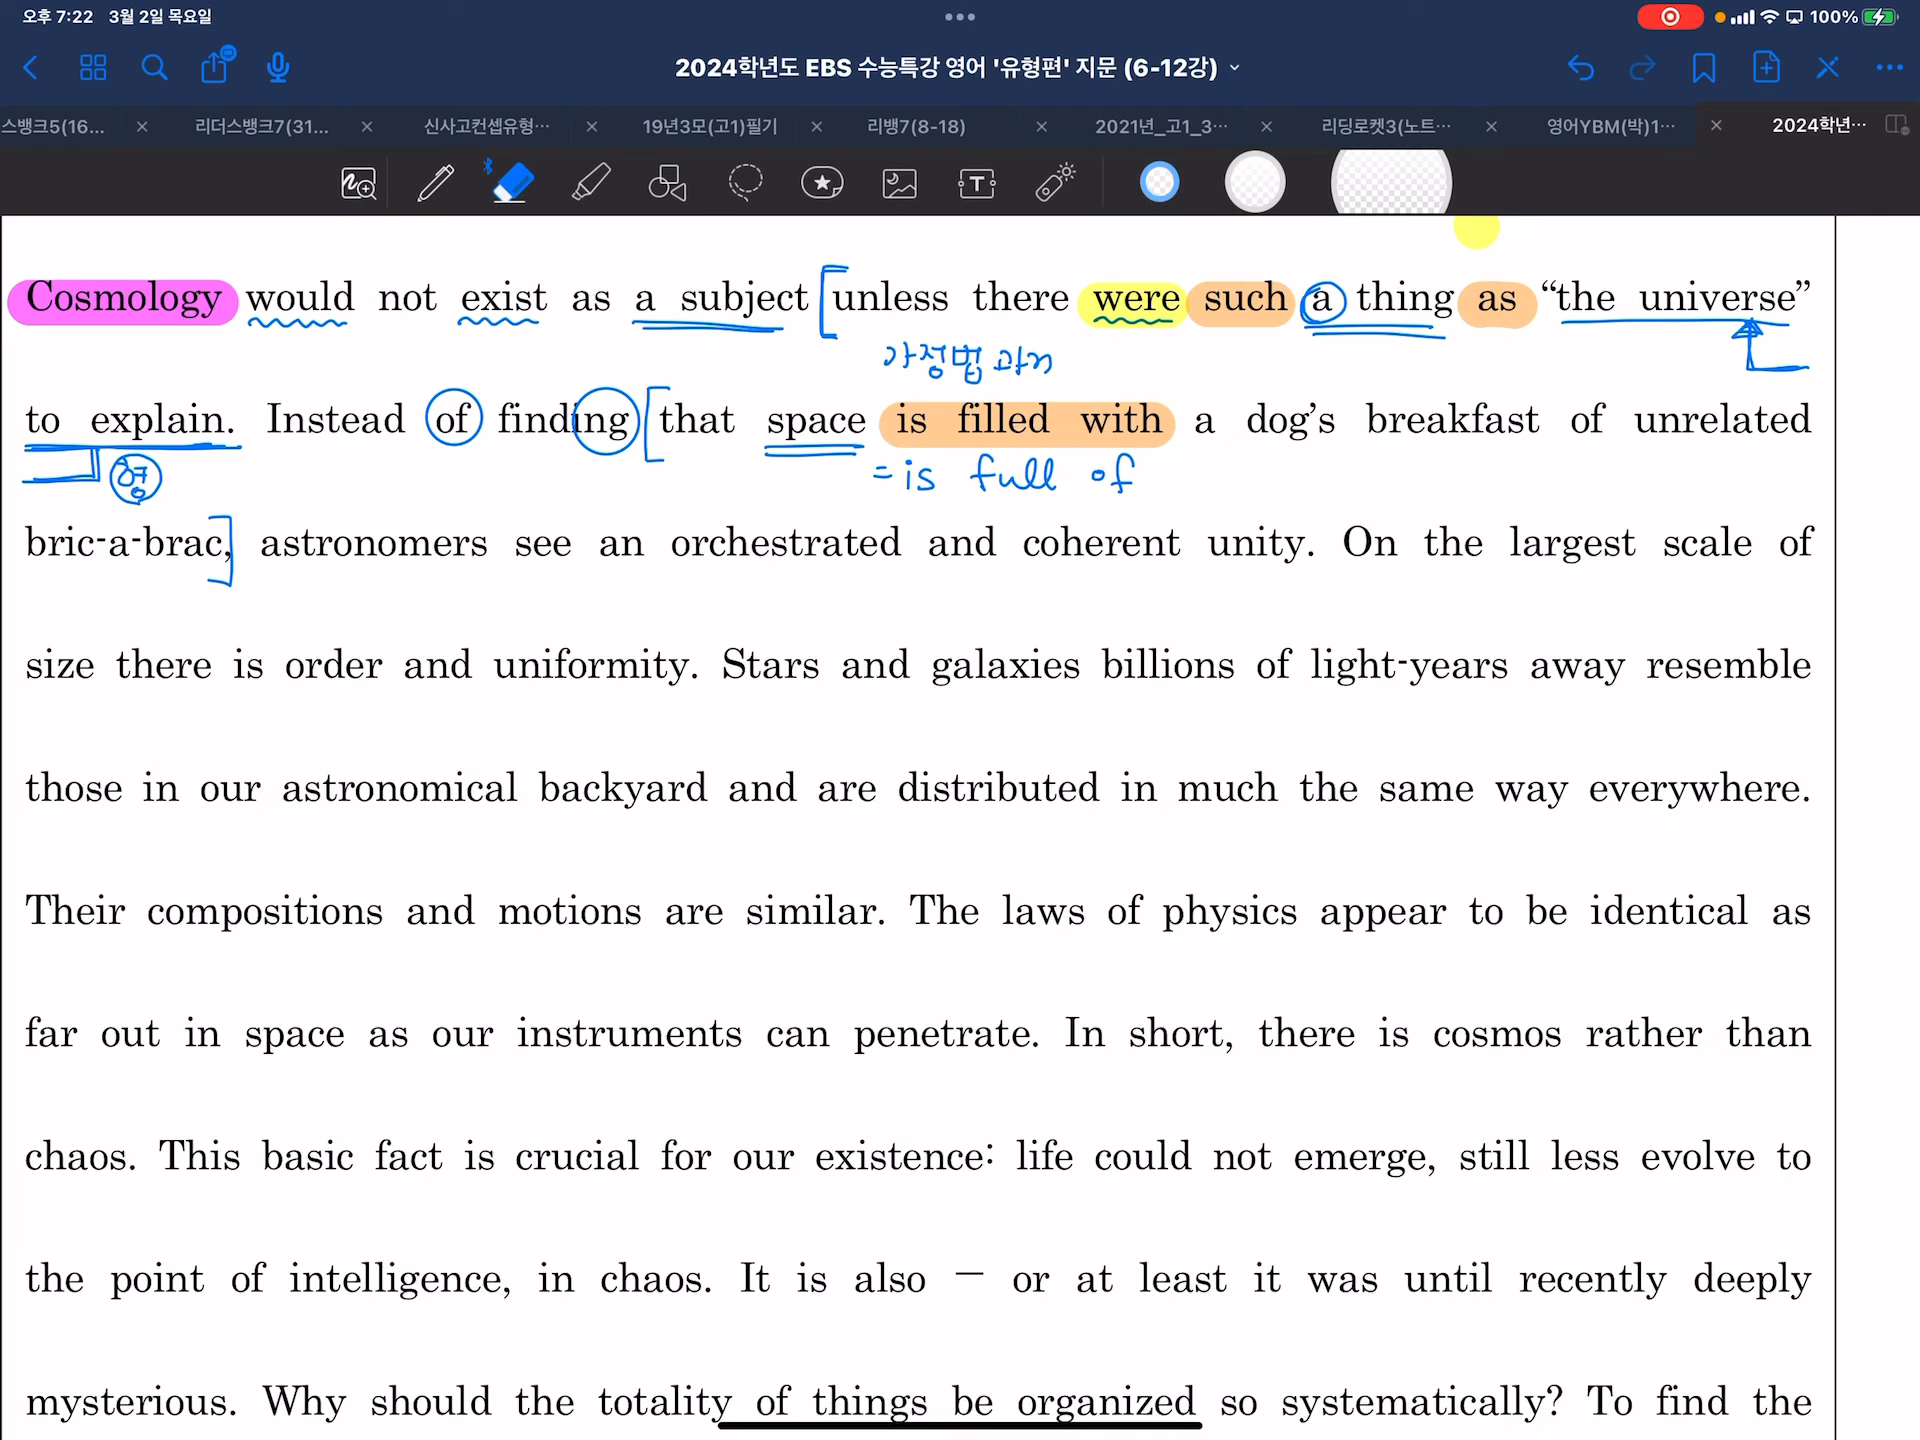 오후 7:22 3월 2일 목요일
100%
2024학년도 EBS 수능특강 영어 '유형편' 지문 (6-12강)
스뱅크5(16... 리더스뱅크7(31... 신사고컨셉유형... 19년3모(고1)필기 리뱅7(8-18) 2021년_고1_3... 리딩로켓3(노트... 영어YBM(박)1... 2024학년...
Cosmology would not exist as a subject [unless there were such a thing as “the universe”
가정법 과거
to explain. Instead of finding [that space is filled with a dog’s breakfast of unrelated
형 =is full of
bric-a-brac,] astronomers see an orchestrated and coherent unity. On the largest scale of
size there is order and uniformity. Stars and galaxies billions of light-years away resemble
those in our astronomical backyard and are distributed in much the same way everywhere.
Their compositions and motions are similar. The laws of physics appear to be identical as
far out in space as our instruments can penetrate. In short, there is cosmos rather than
chaos. This basic fact is crucial for our existence: life could not emerge, still less evolve to
the point of intelligence, in chaos. It is also — or at least it was until recently deeply
mysterious. Why should the totality of things be organized so systematically? To find the